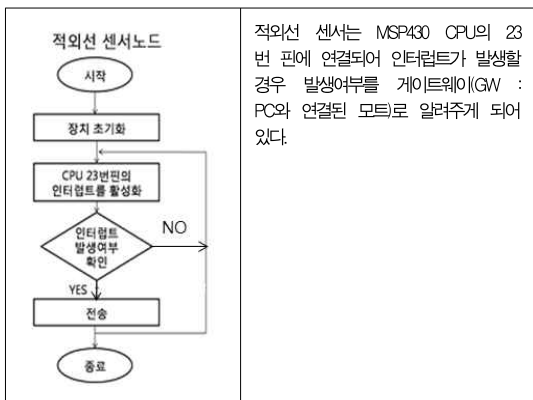 적외선 센서노드
시작
장치 초기화
CPU 23번핀의
인터럽트를 활성화
인터럽트
발생여부
확인
NO
YES
전송
종료
적외선 센서는 MSP430 CPU의 23
번 핀에 연결되어 인터럽트가 발생할
경우 발생여부를 게이트웨이(GW :
PC와 연결된 모트)로 알려주게 되어
있다.